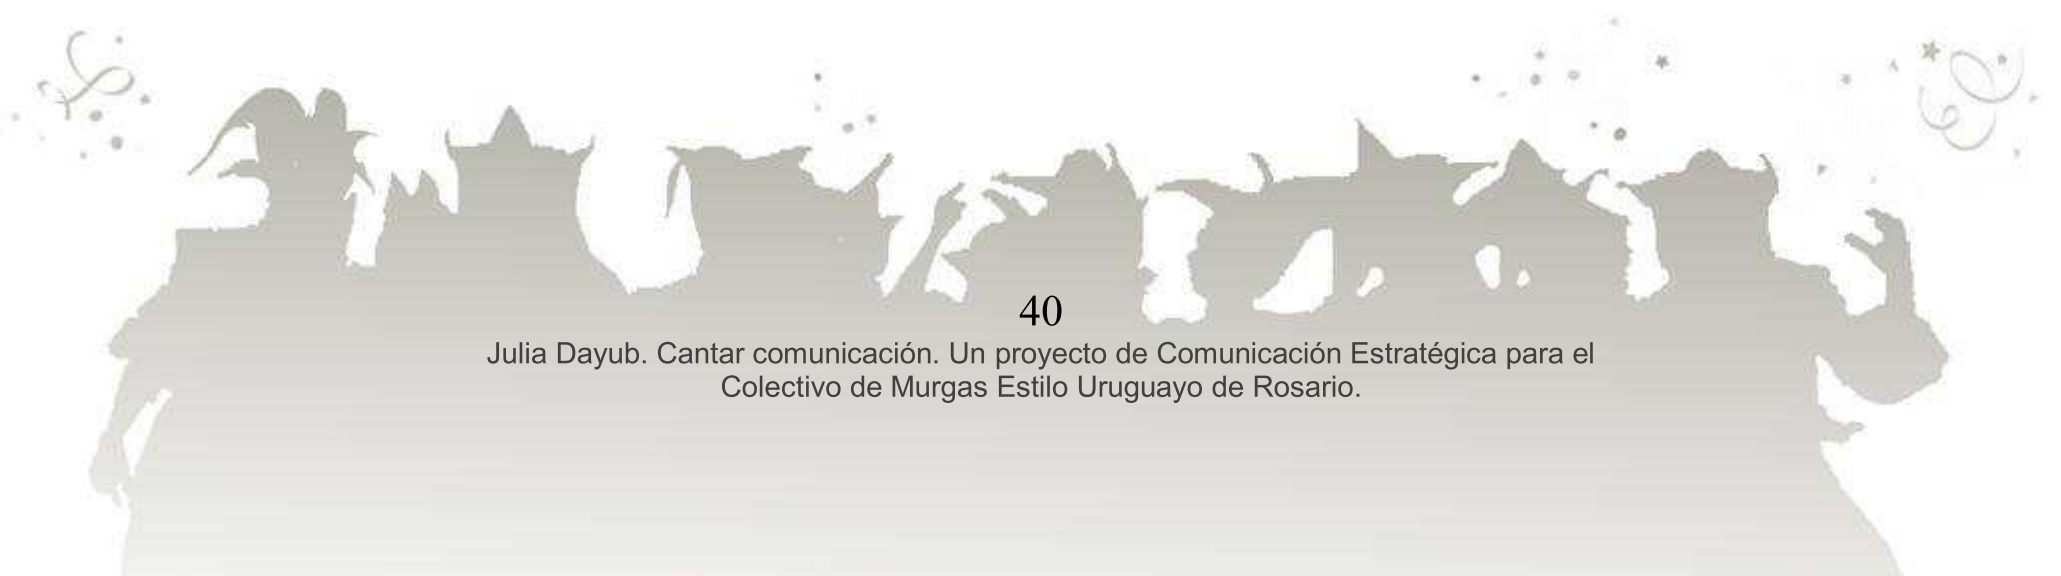 40
Julia Dayub. Cantar comunicación. Un proyecto de Comunicación Estratégica para el
Colectivo de Murgas Estilo Uruguayo de Rosario.